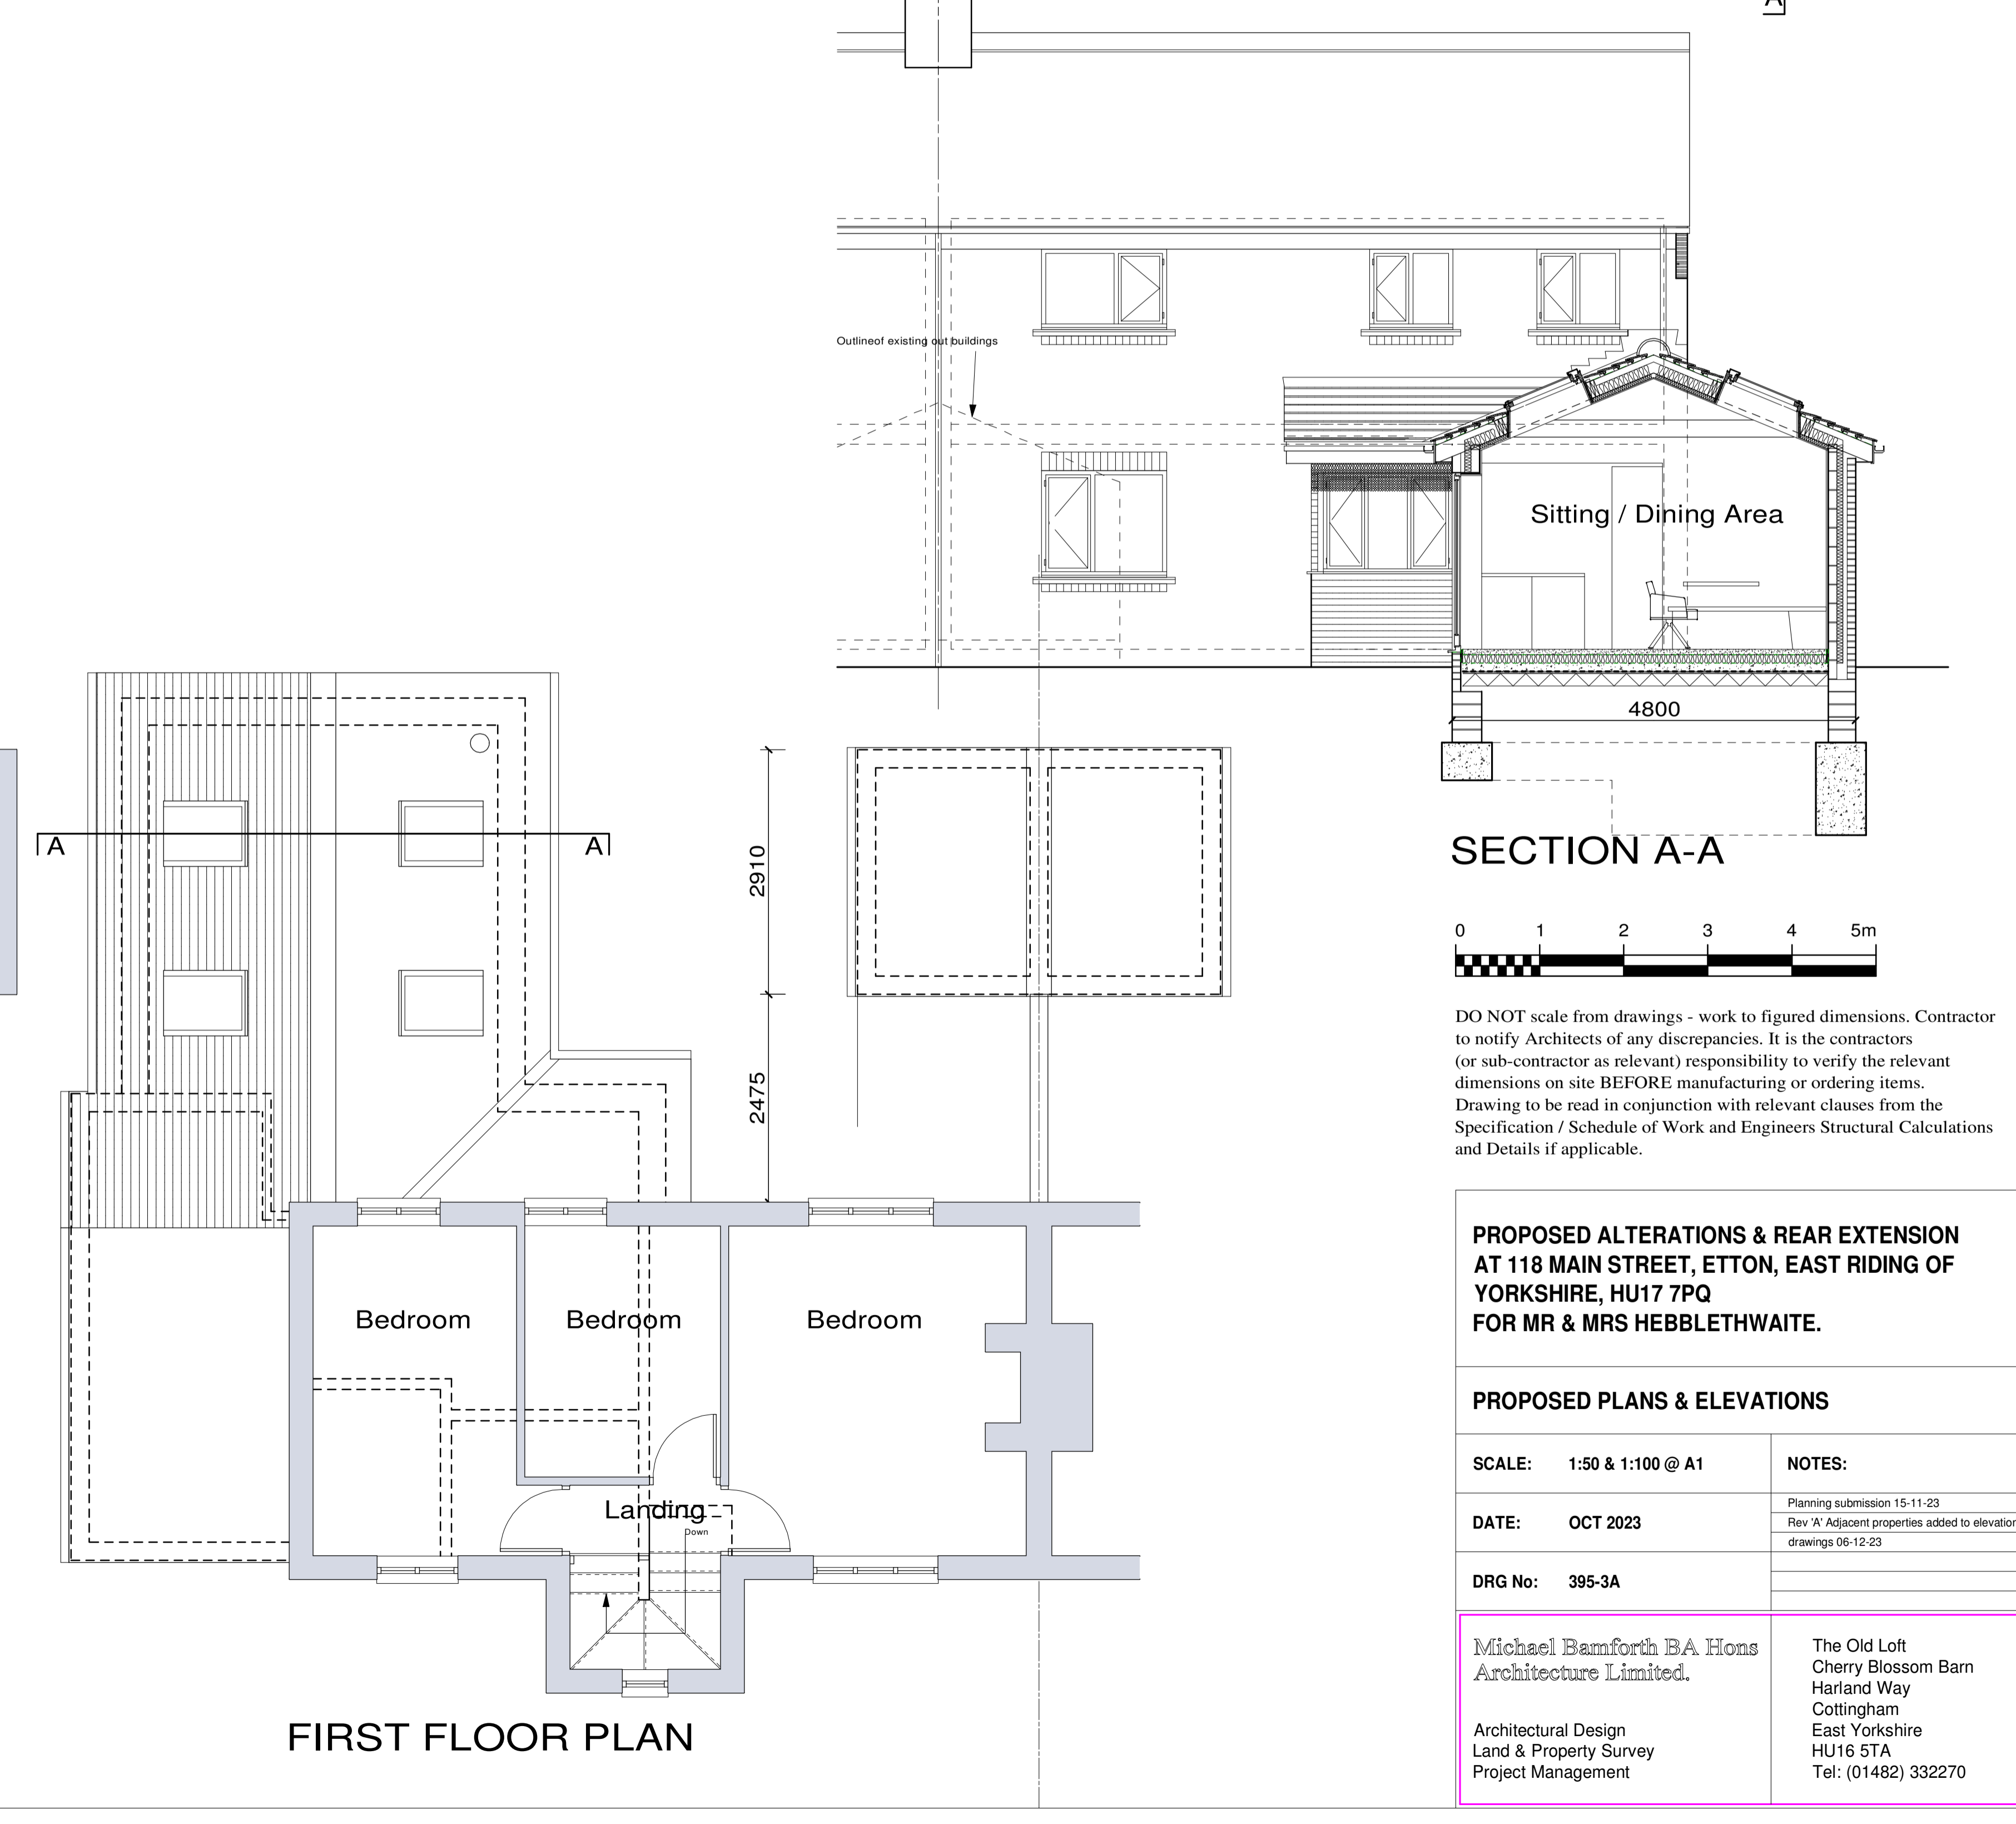 A
Outlineof existing out buildings
Sitting / Dining Area
4800
A
A
2910
2475
SECTION A-A
0 1 2 3 4 5m
DO NOT scale from drawings - work to figured dimensions. Contractor
to notify Architects of any discrepancies. It is the contractors
(or sub-contractor as relevant) responsibility to verify the relevant
dimensions on site BEFORE manufacturing or ordering items.
Drawing to be read in conjunction with relevant clauses from the
Specification / Schedule of Work and Engineers Structural Calculations
and Details if applicable.
Bedroom
Bedroom
Bedroom
Landing
Down
FIRST FLOOR PLAN
PROPOSED ALTERATIONS & REAR EXTENSION
AT 118 MAIN STREET, ETTON, EAST RIDING OF
YORKSHIRE, HU17 7PQ
FOR MR & MRS HEBBLETHWAITE.
PROPOSED PLANS & ELEVATIONS
SCALE: 1:50 & 1:100 @ A1
DATE: OCT 2023
DRG No: 395-3A
NOTES:
Planning submission 15-11-23
Rev 'A' Adjacent properties added to elevation
drawings 06-12-23
Michael Bamforth BA Hons
Architecture Limited.
Architectural Design
Land & Property Survey
Project Management
The Old Loft
Cherry Blossom Barn
Harland Way
Cottingham
East Yorkshire
HU16 5TA
Tel: (01482) 332270